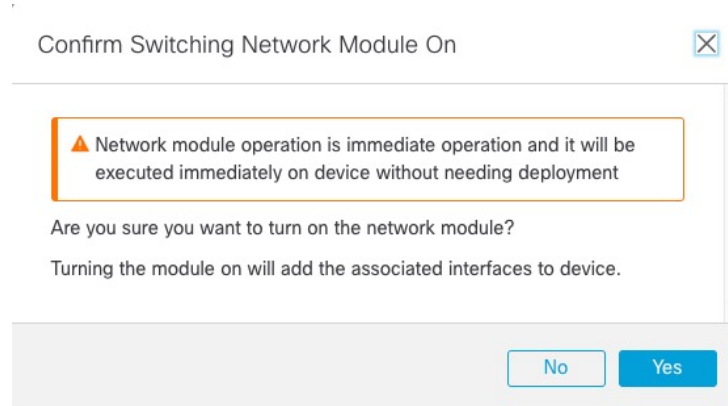 Confirm Switching Network Module On
Network module operation is immediate operation and it will be
executed immediately on device without needing deployment
Are you sure you want to turn on the network module?
Turning the module on will add the associated interfaces to device.
No
Yes